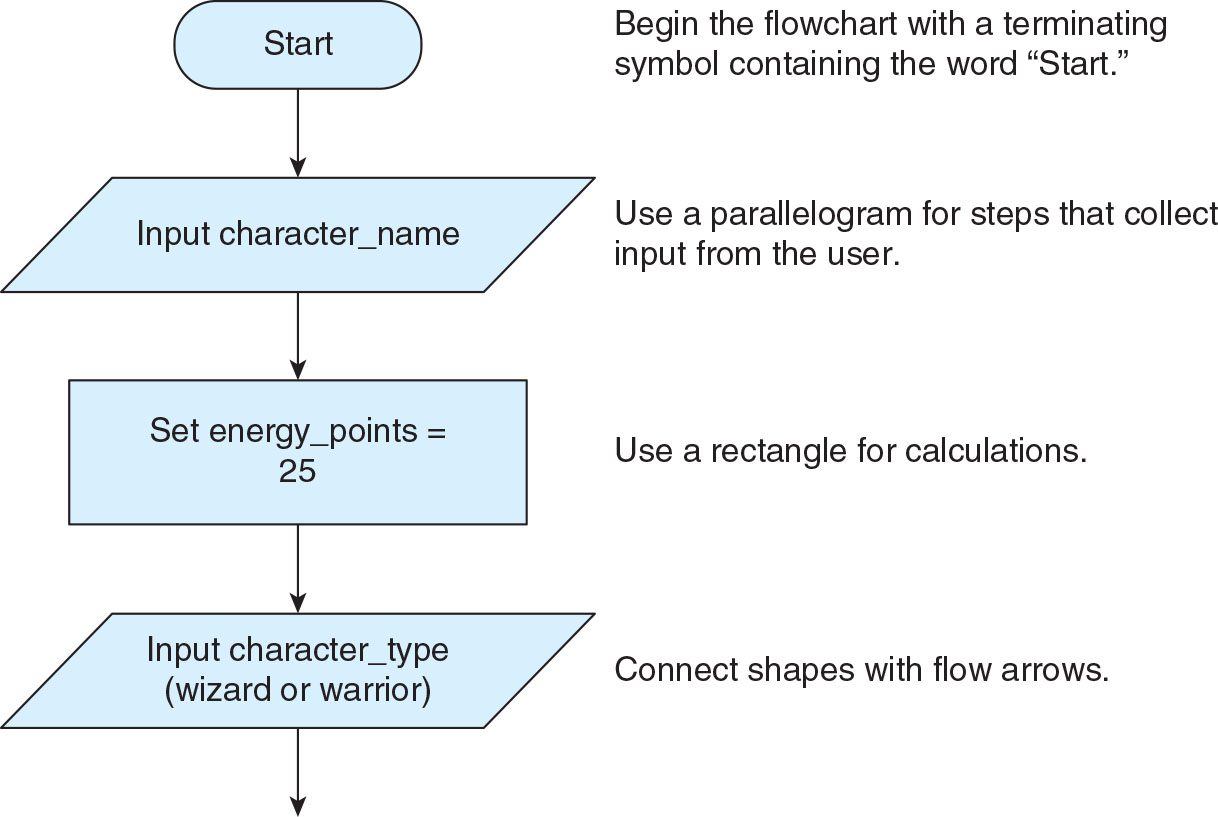 Start
Begin the flowchart with a terminating
symbol containing the word “Start.”
Input character_name
Use a parallelogram for steps that collect
input from the user.
Set energy_points =
25
Use a rectangle for calculations.
Input character_type
(wizard or warrior)
Connect shapes with flow arrows.